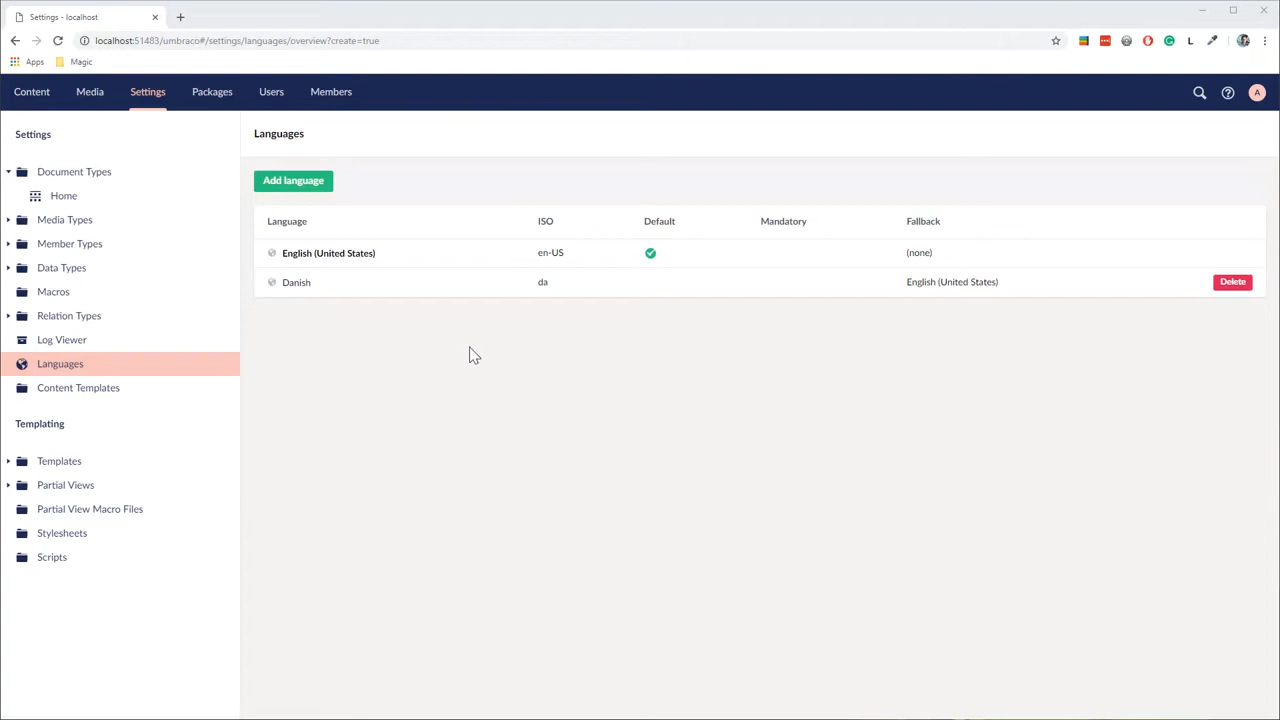 Settings - localhost
localhost:51483/umbraco#/settings/languages/overview?create=true
Apps Magic
Content Media Settings Packages Users Members A
Settings
Document Types
Home
Media Types
Member Types
Data Types
Macros
Relation Types
Log Viewer
Languages
Content Templates
Templating
Templates
Partial Views
Partial View Macro Files
Stylesheets
Scripts
Languages
Add language
Language ISO Default Mandatory Fallback
English (United States) en-US (none)
Danish da English (United States) Delete